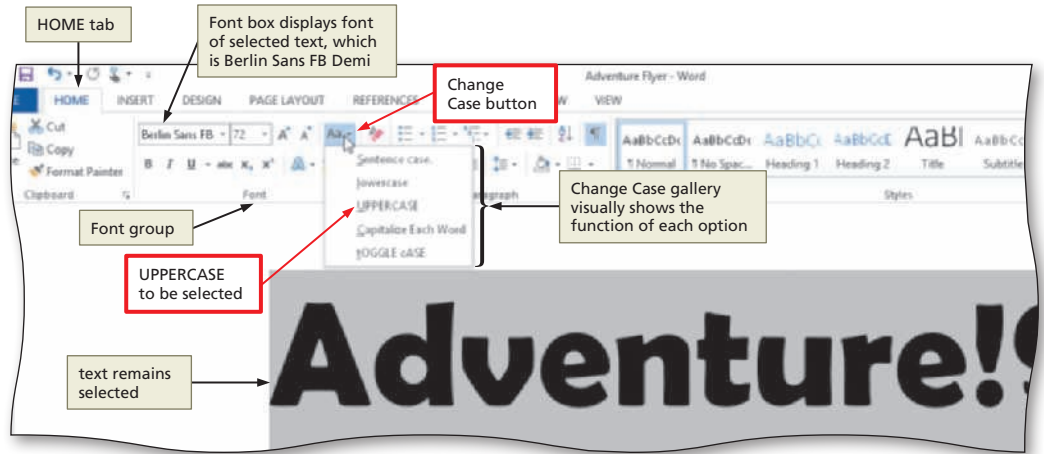 HOME tab
Font box displays font
of selected text, which
is Berlin Sans FB Demi
Adventure Flyer - Word
HOME INSERT DESIGN PAGE LAYOUT REFERENCES VIEW
Change
Case button
Cut
Copy
Format Painter
Clipboard
Berlin Sans FB 72 A A Aa
B I U abc x, x'
Font
Sentence case.
lowercase
UPPERCASE
Capitalize Each Word
tOGGLE cASE
AaBbCcDc AaBbCcDc AaBbCc AaBbCcE AaBl AaBbCc
¶ Normal ¶ No Spac... Heading 1 Heading 2 Title Subtitle
Styles
Change Case gallery
visually shows the
function of each option
Font group
UPPERCASE
to be selected
text remains
selected
Adventure!